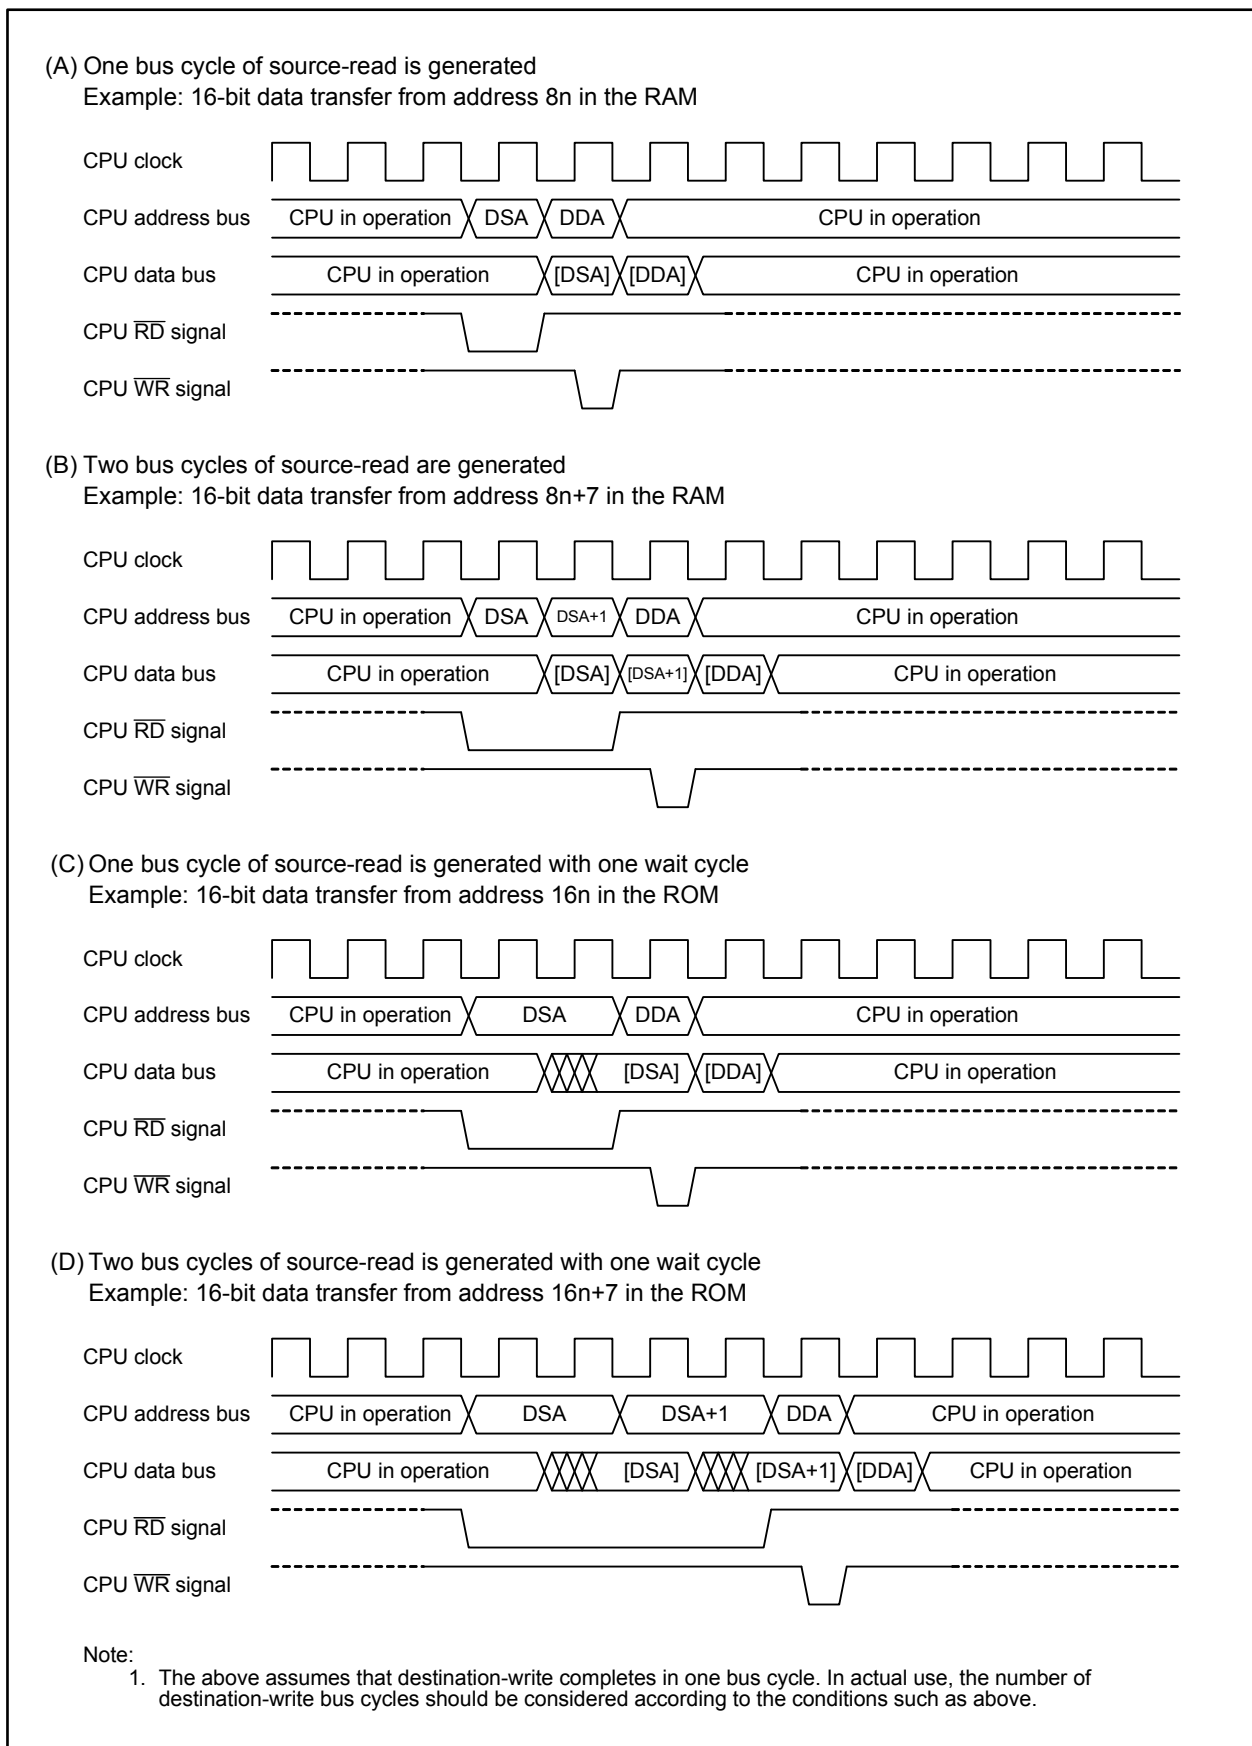 (A) One bus cycle of source-read is generated
Example: 16-bit data transfer from address 8n in the RAM
CPU clock
CPU address bus CPU in operation DSA DDA CPU in operation
CPU data bus CPU in operation [DSA] [DDA] CPU in operation
CPU R̅D̅ signal
CPU W̅R̅ signal
(B) Two bus cycles of source-read are generated
Example: 16-bit data transfer from address 8n+7 in the RAM
CPU clock
CPU address bus CPU in operation DSA DSA+1 DDA CPU in operation
CPU data bus CPU in operation [DSA] [DSA+1] [DDA] CPU in operation
CPU R̅D̅ signal
CPU W̅R̅ signal
(C) One bus cycle of source-read is generated with one wait cycle
Example: 16-bit data transfer from address 16n in the ROM
CPU clock
CPU address bus CPU in operation DSA DDA CPU in operation
CPU data bus CPU in operation [DSA] [DDA] CPU in operation
CPU R̅D̅ signal
CPU W̅R̅ signal
(D) Two bus cycles of source-read is generated with one wait cycle
Example: 16-bit data transfer from address 16n+7 in the ROM
CPU clock
CPU address bus CPU in operation DSA DSA+1 DDA CPU in operation
CPU data bus CPU in operation [DSA] [DSA+1] [DDA] CPU in operation
CPU R̅D̅ signal
CPU W̅R̅ signal
Note:
1. The above assumes that destination-write completes in one bus cycle. In actual use, the number of
destination-write bus cycles should be considered according to the conditions such as above.